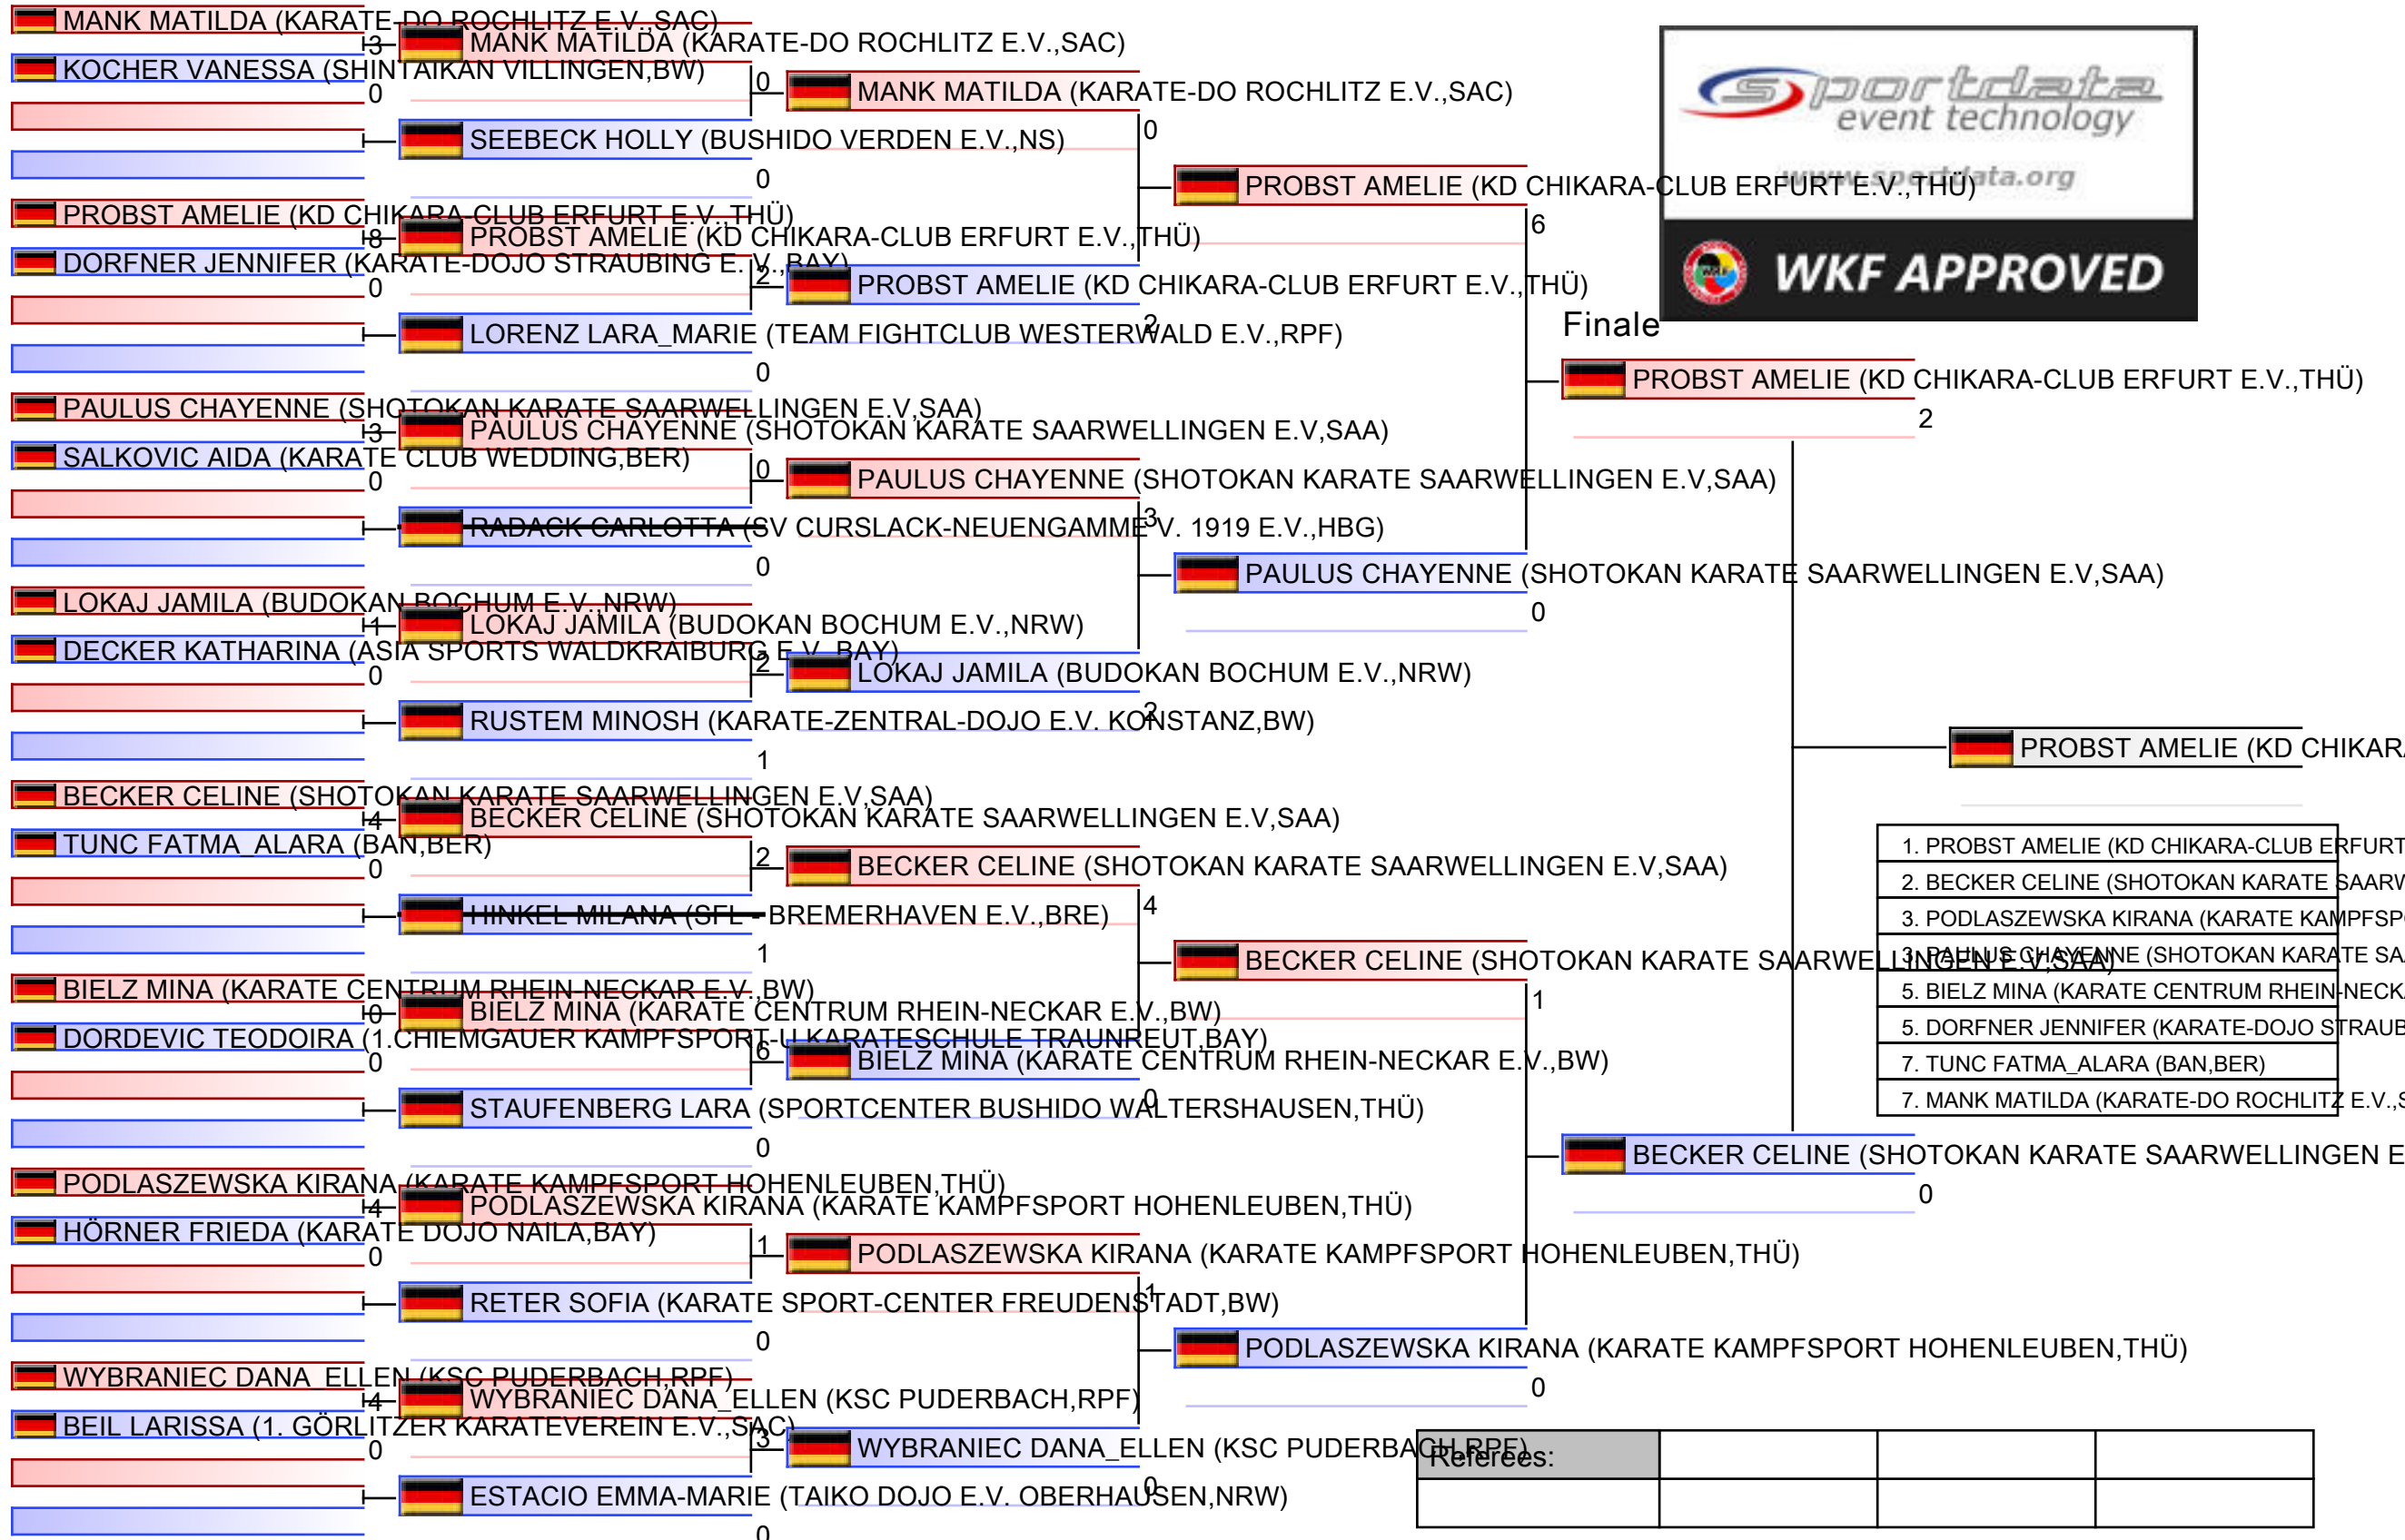 MANK MATILDA (KARATE-DO ROCHLITZ E.V.,SAC)
3
KOCHER VANESSA (SHINTAIKAN VILLINGEN,BW)
0
PROBST AMELIE (KD CHIKARA-CLUB ERFURT E.V.,THÜ)
8
DORFNER JENNIFER (KARATE-DOJO STRAUBING E. V.,BAY)
0
PAULUS CHAYENNE (SHOTOKAN KARATE SAARWELLINGEN E.V,SAA)
3
SALKOVIC AIDA (KARATE CLUB WEDDING,BER)
0
LOKAJ JAMILA (BUDOKAN BOCHUM E.V.,NRW)
1
DECKER KATHARINA (ASIA SPORTS WALDKRAIBURG E.V.,BAY)
0
BECKER CELINE (SHOTOKAN KARATE SAARWELLINGEN E.V,SAA)
4
TUNC FATMA_ALARA (BAN,BER)
0
BIELZ MINA (KARATE CENTRUM RHEIN-NECKAR E.V.,BW)
0
DORDEVIC TEODOIRA (1.CHIEMGAUER KAMPFSPORT-U.KARATESCHULE TRAUNREUT,BAY)
0
PODLASZEWSKA KIRANA (KARATE KAMPFSPORT HOHENLEUBEN,THÜ)
4
HÖRNER FRIEDA (KARATE DOJO NAILA,BAY)
0
WYBRANIEC DANA_ELLEN (KSC PUDERBACH,RPF)
4
BEIL LARISSA (1. GÖRLITZER KARATEVEREIN E.V.,SAC)
0
MANK MATILDA (KARATE-DO ROCHLITZ E.V.,SAC)
0
SEEBECK HOLLY (BUSHIDO VERDEN E.V.,NS)
0
PROBST AMELIE (KD CHIKARA-CLUB ERFURT E.V.,THÜ)
2
LORENZ LARA_MARIE (TEAM FIGHTCLUB WESTERWALD E.V.,RPF)
0
PAULUS CHAYENNE (SHOTOKAN KARATE SAARWELLINGEN E.V,SAA)
0
RADACK CARLOTTA (SV CURSLACK-NEUENGAMME V. 1919 E.V.,HBG)
0
LOKAJ JAMILA (BUDOKAN BOCHUM E.V.,NRW)
2
RUSTEM MINOSH (KARATE-ZENTRAL-DOJO E.V. KONSTANZ,BW)
1
BECKER CELINE (SHOTOKAN KARATE SAARWELLINGEN E.V,SAA)
2
HINKEL MILANA (SFL - BREMERHAVEN E.V.,BRE)
1
BIELZ MINA (KARATE CENTRUM RHEIN-NECKAR E.V.,BW)
6
STAUFENBERG LARA (SPORTCENTER BUSHIDO WALTERSHAUSEN,THÜ)
0
PODLASZEWSKA KIRANA (KARATE KAMPFSPORT HOHENLEUBEN,THÜ)
1
RETER SOFIA (KARATE SPORT-CENTER FREUDENSTADT,BW)
0
WYBRANIEC DANA_ELLEN (KSC PUDERBACH,RPF)
3
ESTACIO EMMA-MARIE (TAIKO DOJO E.V. OBERHAUSEN,NRW)
0
MANK MATILDA (KARATE-DO ROCHLITZ E.V.,SAC)
0
PROBST AMELIE (KD CHIKARA-CLUB ERFURT E.V.,THÜ)
2
PAULUS CHAYENNE (SHOTOKAN KARATE SAARWELLINGEN E.V,SAA)
3
LOKAJ JAMILA (BUDOKAN BOCHUM E.V.,NRW)
2
BECKER CELINE (SHOTOKAN KARATE SAARWELLINGEN E.V,SAA)
4
BIELZ MINA (KARATE CENTRUM RHEIN-NECKAR E.V.,BW)
0
PODLASZEWSKA KIRANA (KARATE KAMPFSPORT HOHENLEUBEN,THÜ)
1
WYBRANIEC DANA_ELLEN (KSC PUDERBACH,RPF)
0
PROBST AMELIE (KD CHIKARA-CLUB ERFURT E.V.,THÜ)
6
PAULUS CHAYENNE (SHOTOKAN KARATE SAARWELLINGEN E.V,SAA)
0
BECKER CELINE (SHOTOKAN KARATE SAARWELLINGEN E.V,SAA)
1
PODLASZEWSKA KIRANA (KARATE KAMPFSPORT HOHENLEUBEN,THÜ)
0
sportdata
event technology
www.sportdata.org
WKF APPROVED
Finale
PROBST AMELIE (KD CHIKARA-CLUB ERFURT E.V.,THÜ)
2
BECKER CELINE (SHOTOKAN KARATE SAARWELLINGEN E
0
PROBST AMELIE (KD CHIKAR
1. PROBST AMELIE (KD CHIKARA-CLUB ERFURT
2. BECKER CELINE (SHOTOKAN KARATE SAARW
3. PODLASZEWSKA KIRANA (KARATE KAMPFSP
3. PAULUS CHAYENNE (SHOTOKAN KARATE SA
5. BIELZ MINA (KARATE CENTRUM RHEIN-NECK
5. DORFNER JENNIFER (KARATE-DOJO STRAUB
7. TUNC FATMA_ALARA (BAN,BER)
7. MANK MATILDA (KARATE-DO ROCHLITZ E.V.,S
Referees: